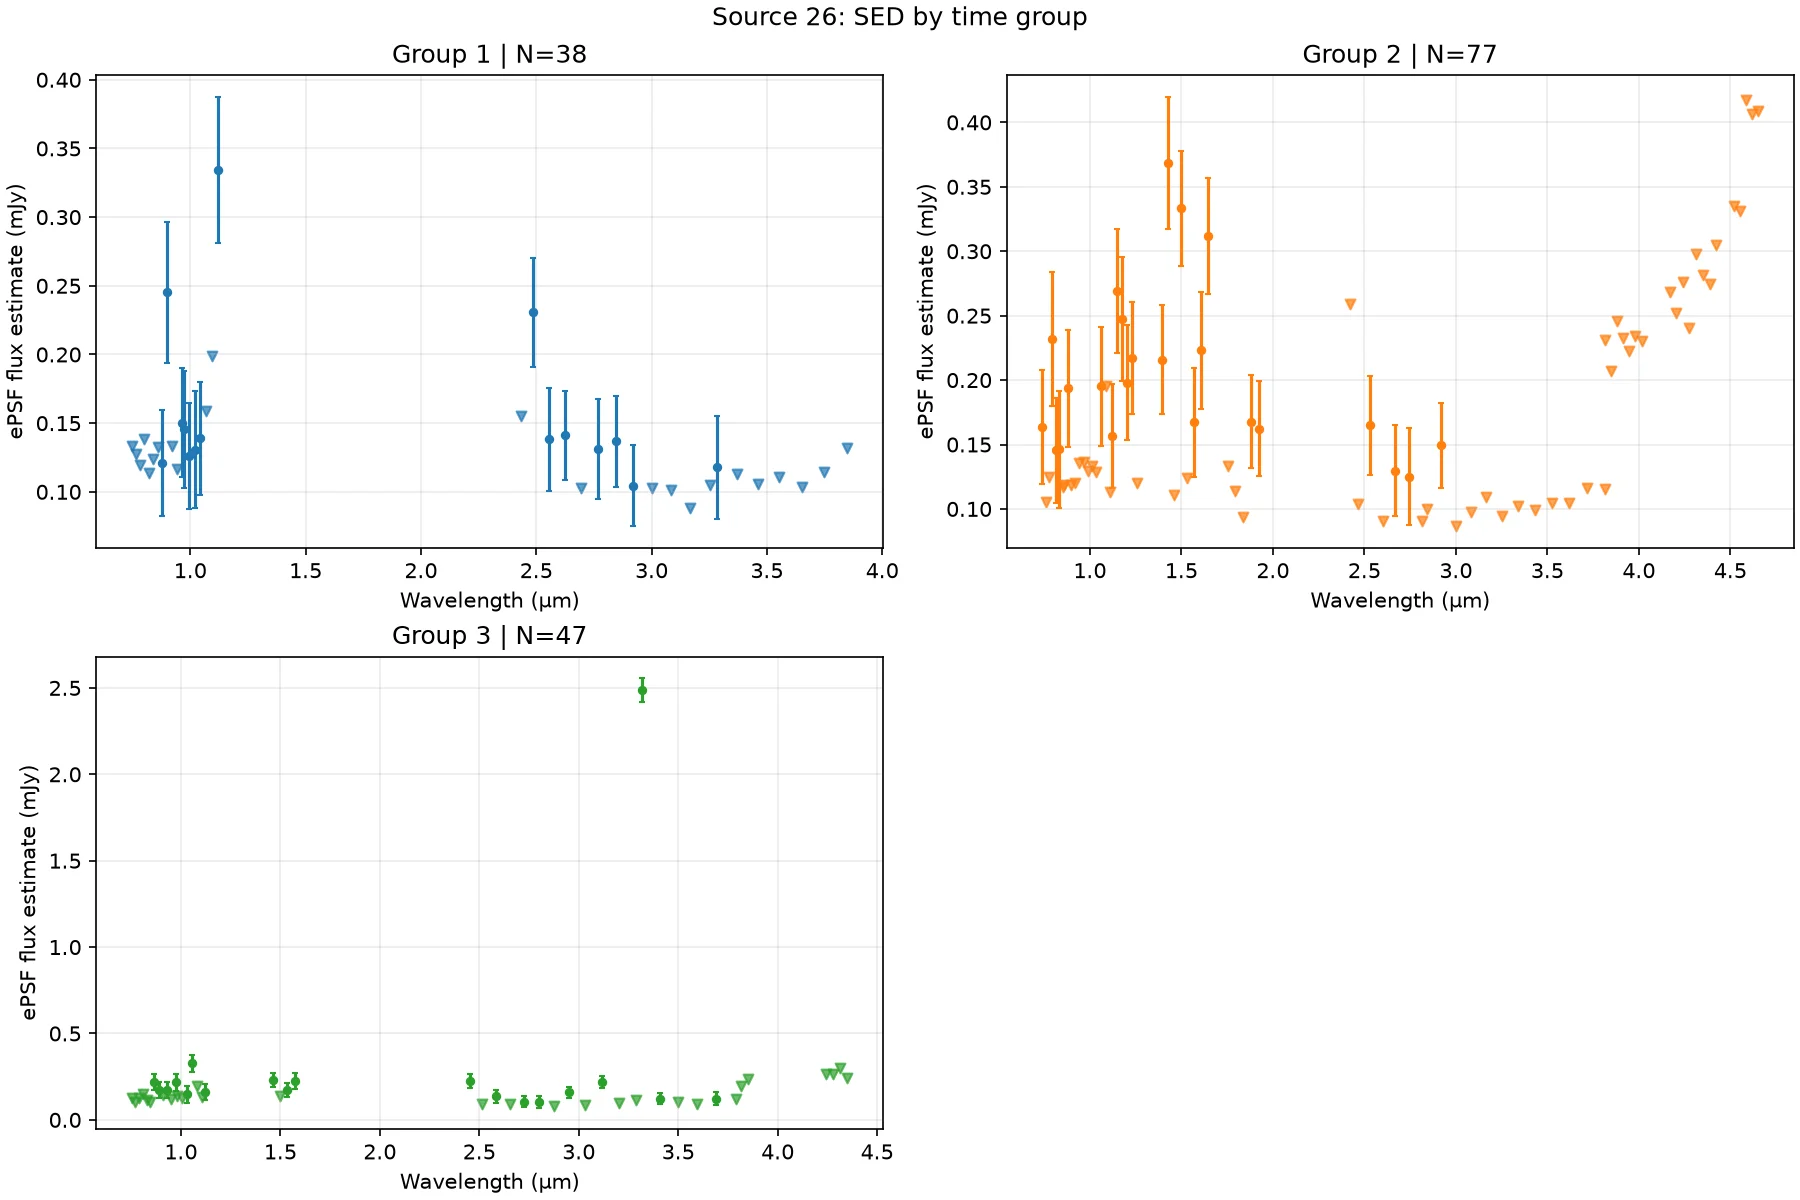 Source 26: SED by time group
Group 1 | N=38
0.40
0.35
0.30
0.25
0.20
0.15
0.10
ePSF flux estimate (mJy)
1.0 1.5 2.0 2.5 3.0 3.5 4.0
Wavelength (μm)
Group 2 | N=77
0.40
0.35
0.30
0.25
0.20
0.15
0.10
ePSF flux estimate (mJy)
1.0 1.5 2.0 2.5 3.0 3.5 4.0 4.5
Wavelength (μm)
Group 3 | N=47
2.5
2.0
1.5
1.0
0.5
0.0
ePSF flux estimate (mJy)
1.0 1.5 2.0 2.5 3.0 3.5 4.0 4.5
Wavelength (μm)